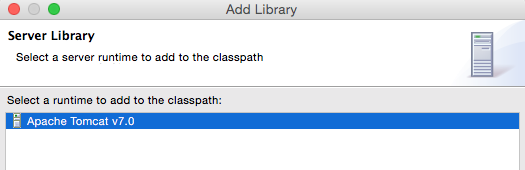 Add Library
Server Library
Select a server runtime to add to the classpath
Select a runtime to add to the classpath:
Apache Tomcat v7.0